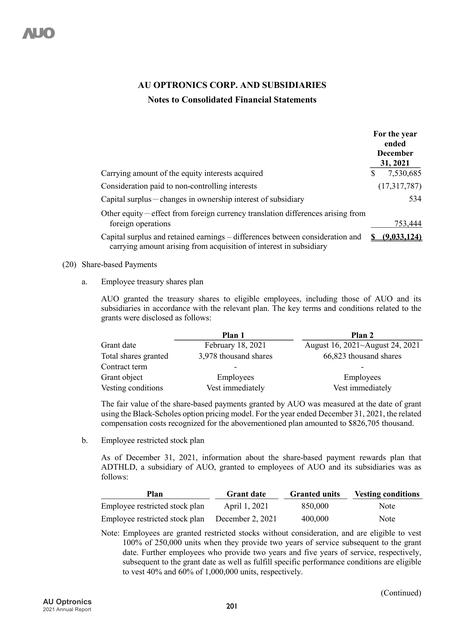 AUO
AU OPTRONICS CORP. AND SUBSIDIARIES
Notes to Consolidated Financial Statements
For the year
ended
December
31, 2021
Carrying amount of the equity interests acquired $ 7,530,685
Consideration paid to non-controlling interests (17,317,787)
Capital surplus – changes in ownership interest of subsidiary 534
Other equity – effect from foreign currency translation differences arising from
foreign operations 753,444
Capital surplus and retained earnings – differences between consideration and $ (9,033,124)
carrying amount arising from acquisition of interest in subsidiary
(20) Share-based Payments
a. Employee treasury shares plan
AUO granted the treasury shares to eligible employees, including those of AUO and its
subsidiaries in accordance with the relevant plan. The key terms and conditions related to the
grants were disclosed as follows:
Plan 1 Plan 2
Grant date February 18, 2021 August 16, 2021~August 24, 2021
Total shares granted 3,978 thousand shares 66,823 thousand shares
Contract term - -
Grant object Employees Employees
Vesting conditions Vest immediately Vest immediately
The fair value of the share-based payments granted by AUO was measured at the date of grant
using the Black-Scholes option pricing model. For the year ended December 31, 2021, the related
compensation costs recognized for the abovementioned plan amounted to $826,705 thousand.
b. Employee restricted stock plan
As of December 31, 2021, information about the share-based payment rewards plan that
ADTHLD, a subsidiary of AUO, granted to employees of AUO and its subsidiaries was as
follows:
Plan Grant date Granted units Vesting conditions
Employee restricted stock plan April 1, 2021 850,000 Note
Employee restricted stock plan December 2, 2021 400,000 Note
Note: Employees are granted restricted stocks without consideration, and are eligible to vest
100% of 250,000 units when they provide two years of service subsequent to the grant
date. Further employees who provide two years and five years of service, respectively,
subsequent to the grant date as well as fulfill specific performance conditions are eligible
to vest 40% and 60% of 1,000,000 units, respectively.
(Continued)
AU Optronics
2021 Annual Report
201